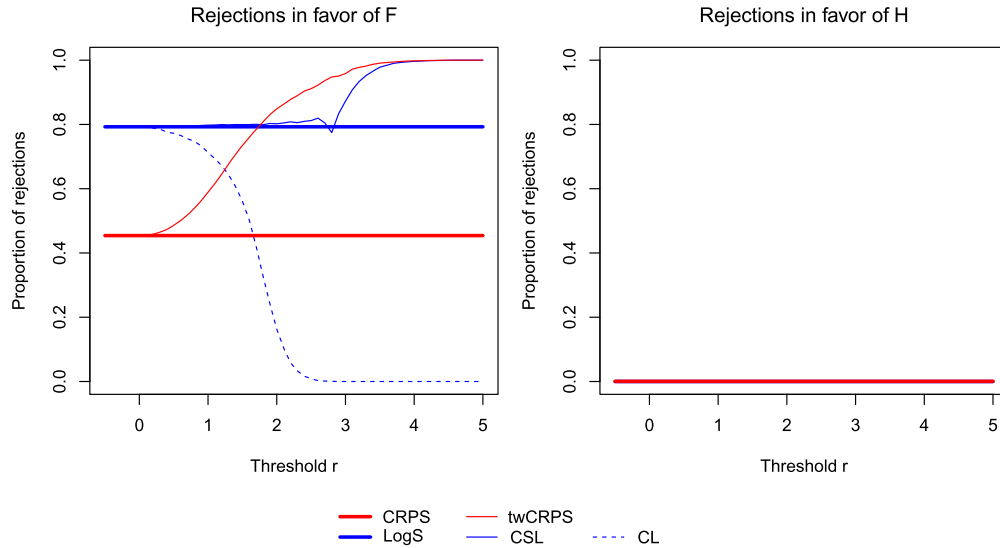 Rejections in favor of F
Rejections in favor of H
Proportion of rejections
1.0
0.8
0.6
0.4
0.2
0.0
0 1 2 3 4 5
Threshold r
Proportion of rejections
1.0
0.8
0.6
0.4
0.2
0.0
0 1 2 3 4 5
Threshold r
CRPS twCRPS
LogS CSL CL